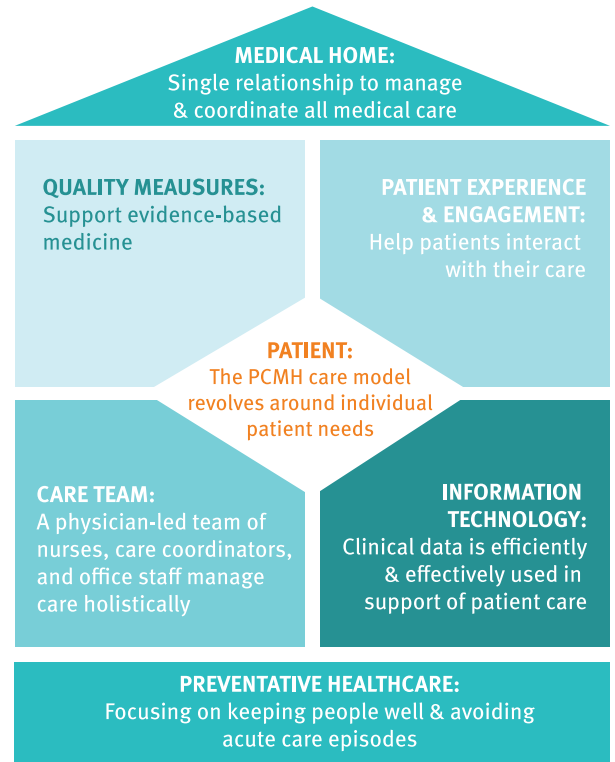 MEDICAL HOME:
Single relationship to manage
& coordinate all medical care
QUALITY MEAUSURES:
Support evidence-based
medicine
PATIENT EXPERIENCE
& ENGAGEMENT:
Help patients interact
with their care
PATIENT:
The PCMH care model
revolves around individual
patient needs
CARE TEAM:
A physician-led team of
nurses, care coordinators,
and office staff manage
care holistically
INFORMATION
TECHNOLOGY:
Clinical data is efficiently
& effectively used in
support of patient care
PREVENTATIVE HEALTHCARE:
Focusing on keeping people well & avoiding
acute care episodes